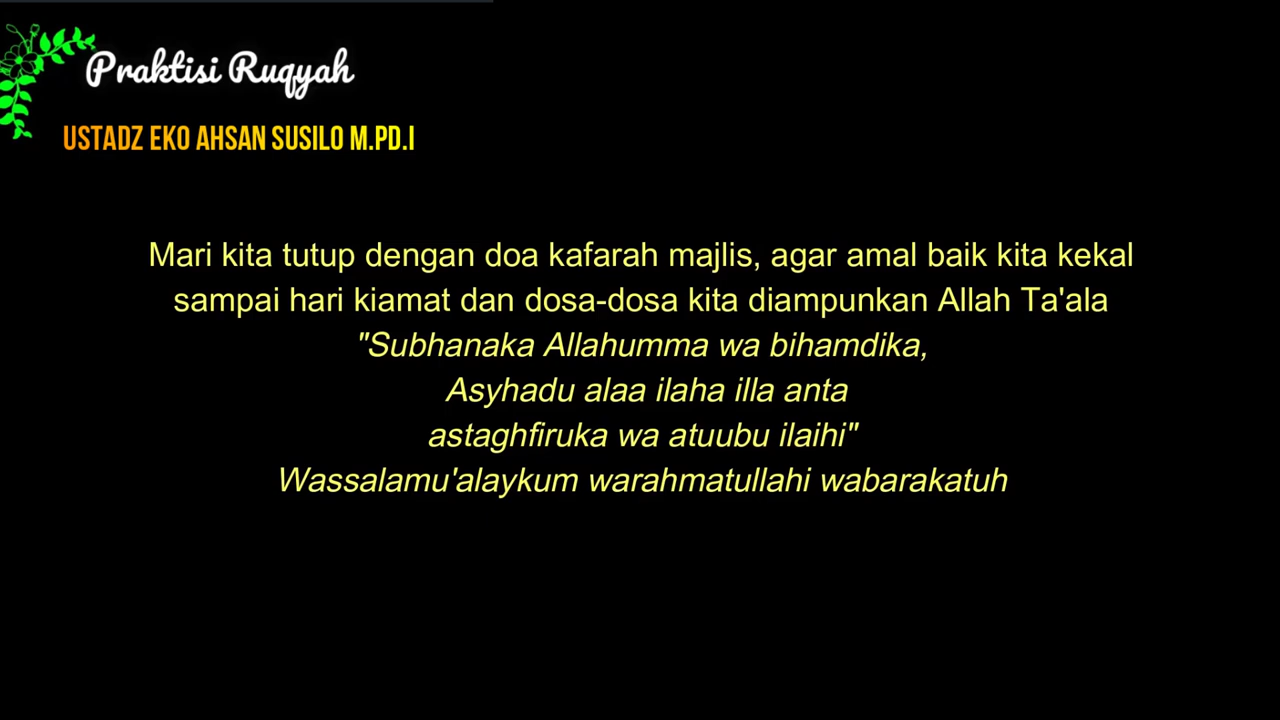 Praktisi Ruqyah
USTADZ EKO AHSAN SUSILO M.PD.I
Mari kita tutup dengan doa kafarah majlis, agar amal baik kita kekal
sampai hari kiamat dan dosa-dosa kita diampunkan Allah Ta'ala
"Subhanaka Allahumma wa bihamdika,
Asyhadu alaa ilaha illa anta
astaghfiruka wa atuubu ilaihi"
Wassalamu'alaykum warahmatullahi wabarakatuh